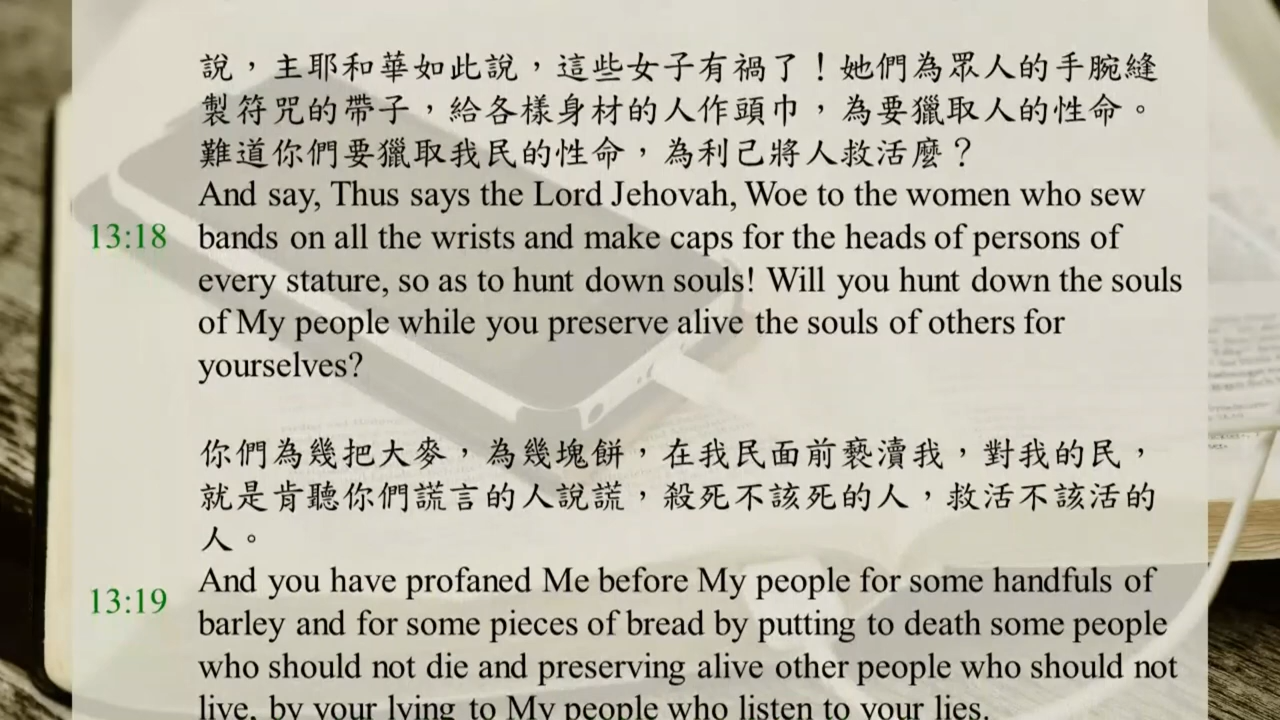 說，主耶和華如此說，這些女子有禍了！她們為眾人的手腕縫
製符咒的帶子，給各樣身材的人作頭巾，為要獵取人的性命。
難道你們要獵取我民的性命，為利己將人救活麼？
And say, Thus says the Lord Jehovah, Woe to the women who sew
13:18 bands on all the wrists and make caps for the heads of persons of
every stature, so as to hunt down souls! Will you hunt down the souls
of My people while you preserve alive the souls of others for
yourselves?
你們為幾把大麥，為幾塊餅，在我民面前褻瀆我，對我的民，
就是肯聽你們謊言的人說謊，殺死不該死的人，救活不該活的
人。
And you have profaned Me before My people for some handfuls of
13:19 barley and for some pieces of bread by putting to death some people
who should not die and preserving alive other people who should not
live, by your lying to My people who listen to your lies.